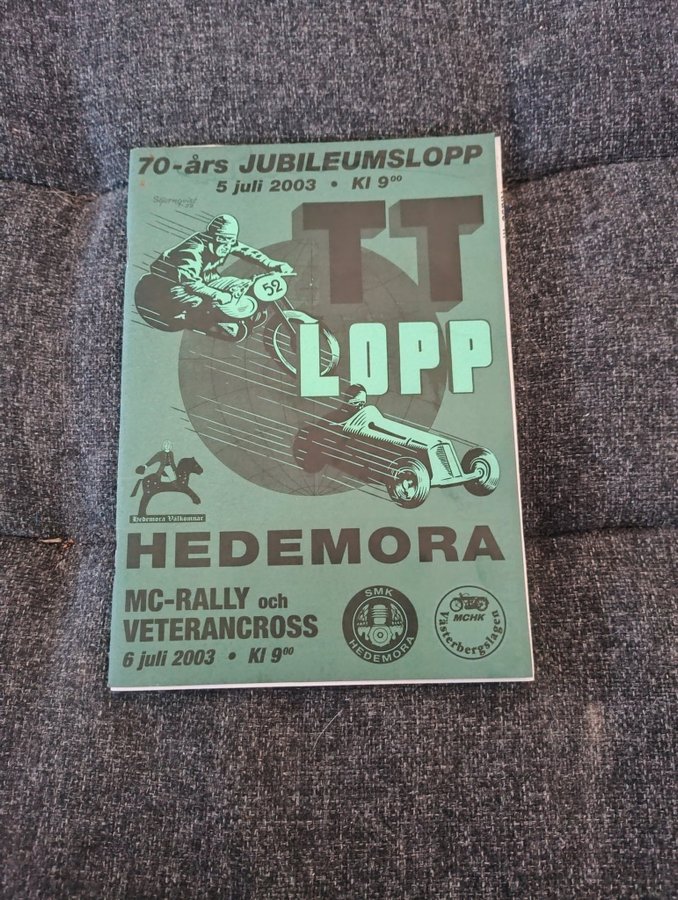 70-års JUBILEUMSLOPP
5 juli 2003 • Kl 9⁰⁰
TT
52
LOPP
Hedemora Välkomnar
HEDEMORA
MC-RALLY och
VETERANCROSS
6 juli 2003 • Kl 9⁰⁰
SMK
HEDEMORA
MCHK
Västerbergslagen